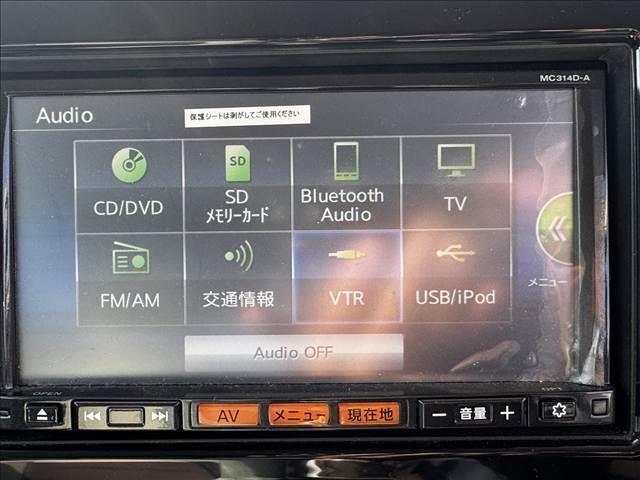 MC314D-A
Audio
保護シートは剥がしてご使用ください
SD
CD/DVD
SD
メモリーカード
Bluetooth
Audio
TV
メニュー
FM/AM
交通情報
VTR
USB/iPod
Audio OFF
OPEN
AV
メニュー
現在地
− 音量 +